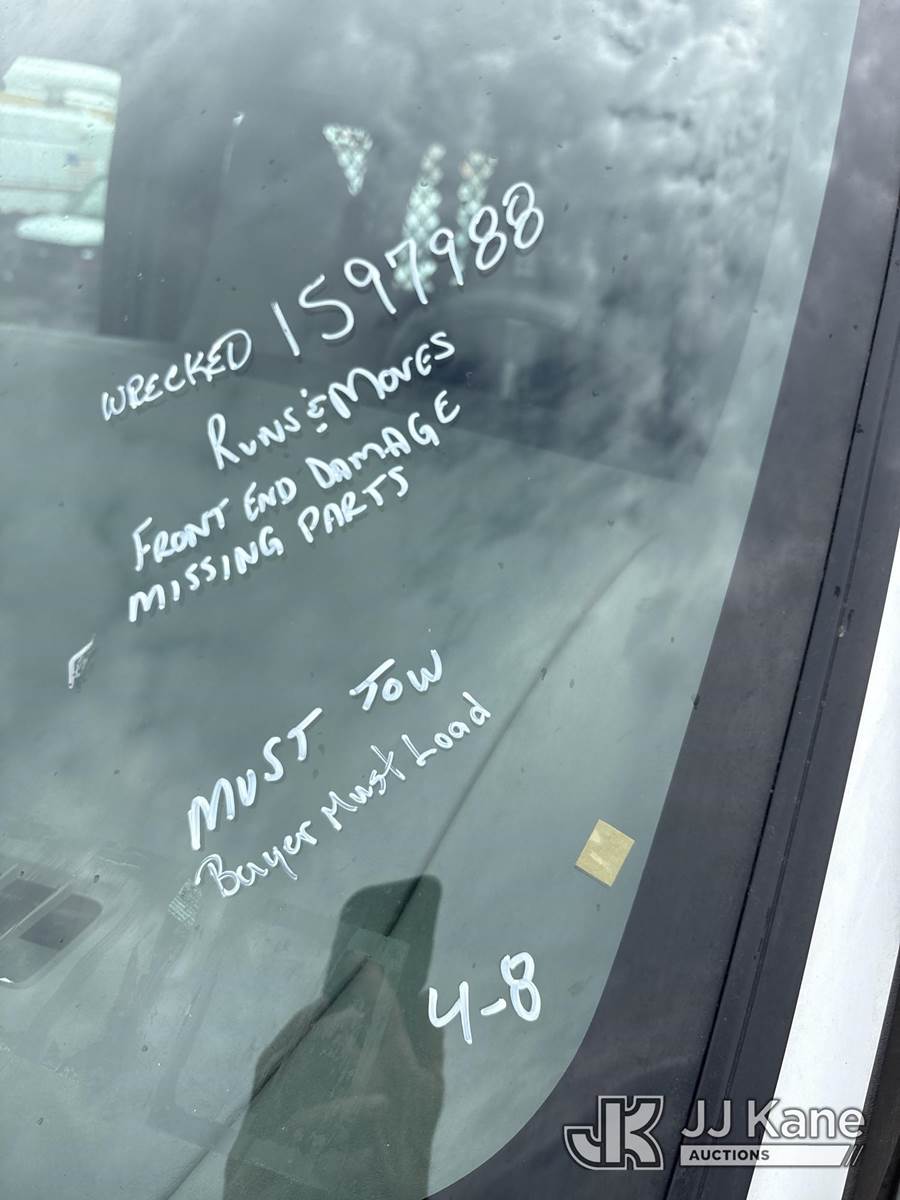 WRECKED 1597988
RUNS & MOVES
FRONT END DAMAGE
MISSING PARTS
MUST TOW
Buyer Must Load
4-8
JK JJ Kane
AUCTIONS